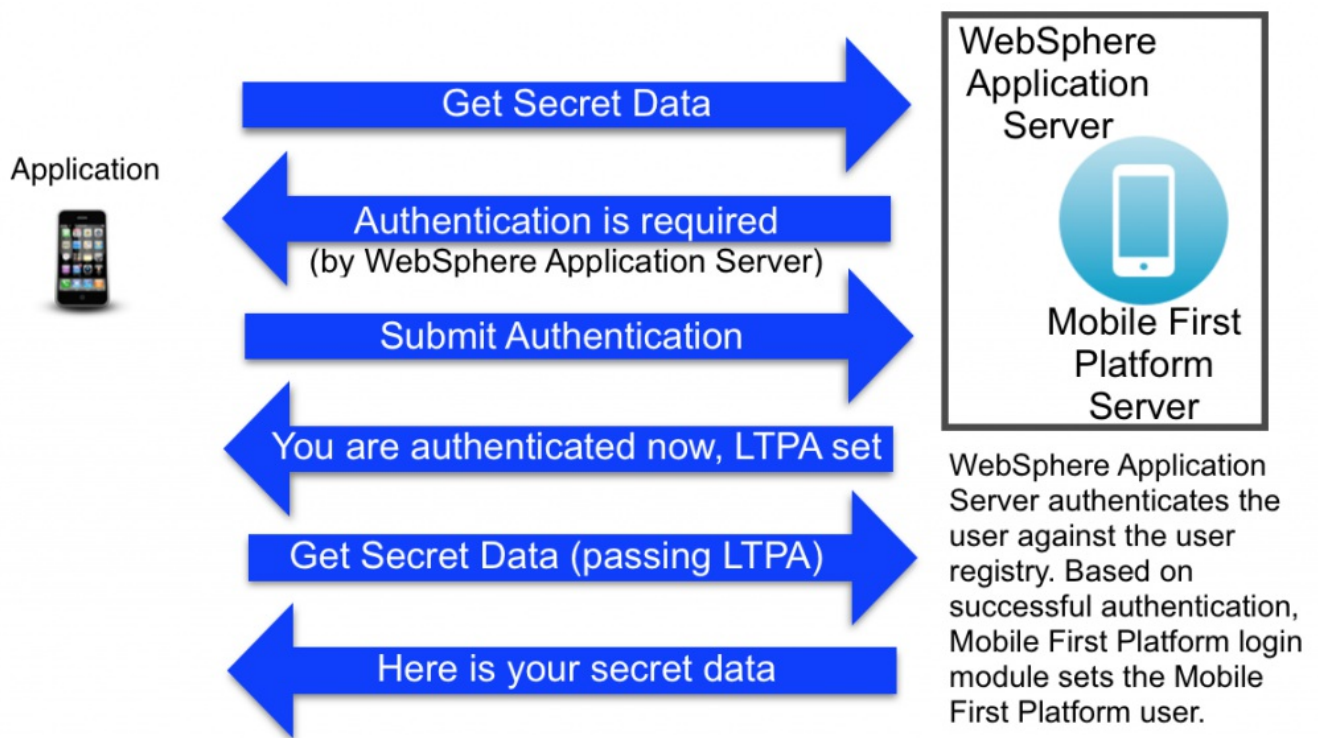 Application
Get Secret Data
Authentication is required
(by WebSphere Application Server)
Submit Authentication
You are authenticated now, LTPA set
Get Secret Data (passing LTPA)
Here is your secret data
WebSphere
Application
Server
Mobile First
Platform
Server
WebSphere Application
Server authenticates the
user against the user
registry. Based on
successful authentication,
Mobile First Platform login
module sets the Mobile
First Platform user.